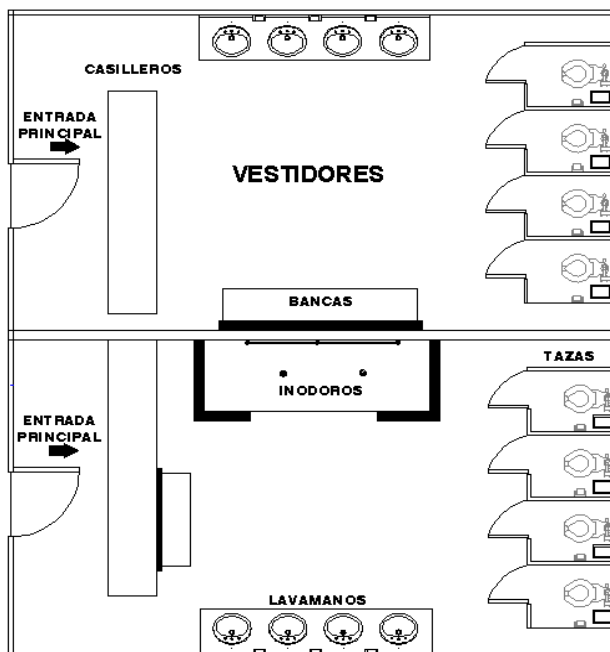 CASILLEROS
ENTRADA
PRINCIPAL
VESTIDORES
BANCAS
TAZAS
INODOROS
ENTRADA
PRINCIPAL
LAVAMANOS